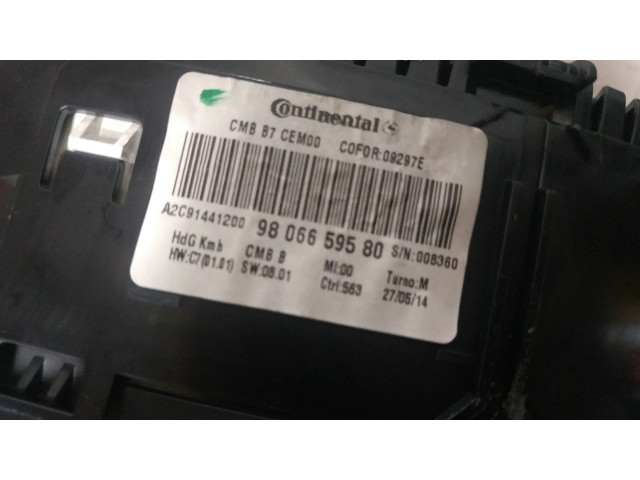 Continental
CMB B7 CEM00 COFOR:09297E
A2C91441200 98 066 595 80 S/N:008360
HdG Kmh CMB B MI:00 Turno:M
HW:C7(01.01) SW:08.01 Ctrl:563 27/05/14